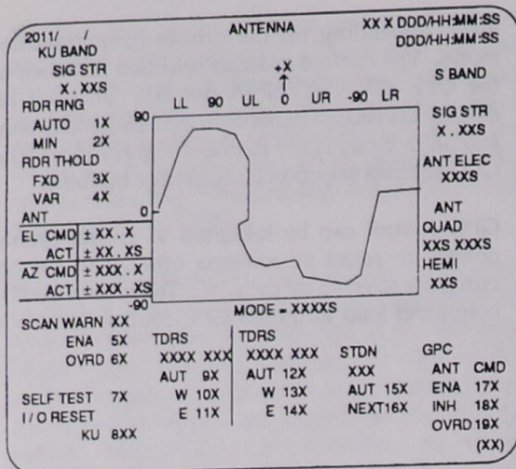 2011/ / ANTENNA XX X DDD/HH:MM:SS
DDD/HH:MM:SS
KU BAND
SIG STR
X . XXS
RDR RNG
AUTO 1X
MIN 2X
RDR THOLD
FXD 3X
VAR 4X
ANT
EL CMD ±XX . X
ACT ±XX . XS
AZ CMD ±XXX . X
ACT ±XXX . XS
SCAN WARN XX
ENA 5X
OVRD 6X
SELF TEST 7X
I / O RESET
KU 8XX
+X
LL 90 UL 0 UR -90 LR
90
0
-90
MODE = XXXXS
S BAND
SIG STR
X . XXS
ANT ELEC
XXXS
ANT
QUAD
XXS XXXS
HEMI
XXS
TDRS
XXXX XXX
AUT 9X
W 10X
E 11X
TDRS
XXXX XXX
AUT 12X
W 13X
E 14X
STDN
XXX
AUT 15X
NEXT16X
GPC
ANT CMD
ENA 17X
INH 18X
OVRD 19X
(XX)